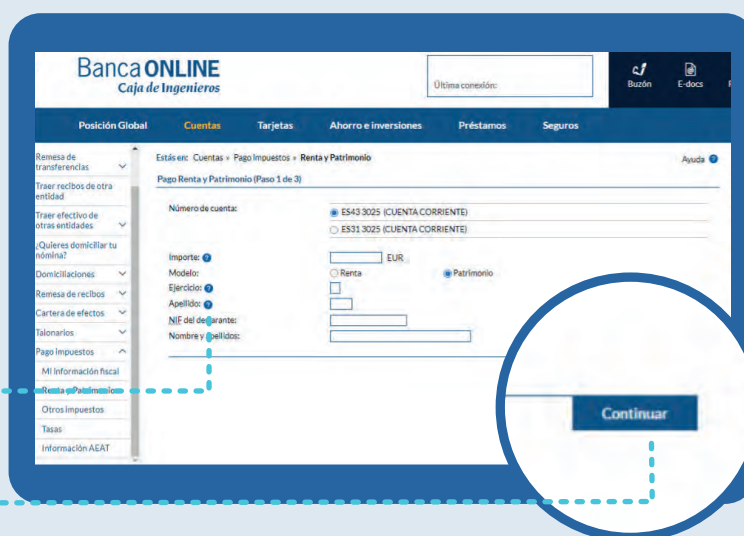 Banca ONLINE
Caja de Ingenieros
Última conexión:
Buzón
E-docs
Posición Global
Cuentas
Tarjetas
Ahorro e inversiones
Préstamos
Seguros
Remesa de
transferencias
Traer recibos de otra
entidad
Traer efectivo de
otras entidades
¿Quieres domiciliar tu
nómina?
Domiciliaciones
Remesa de recibos
Cartera de efectos
Talonarios
Pago Impuestos
Mi información fiscal
Renta y Patrimonio
Otros impuestos
Tasas
Información AEAT
Estás en: Cuentas » Pago Impuestos » Renta y Patrimonio
Ayuda ?
Pago Renta y Patrimonio (Paso 1 de 3)
Número de cuenta:
ES43 3025 (CUENTA CORRIENTE)
ES31 3025 (CUENTA CORRIENTE)
Importe: ? EUR
Modelo: Renta Patrimonio
Ejercicio: ?
Apellido: ?
NIF del declarante:
Nombre y Apellidos:
Continuar